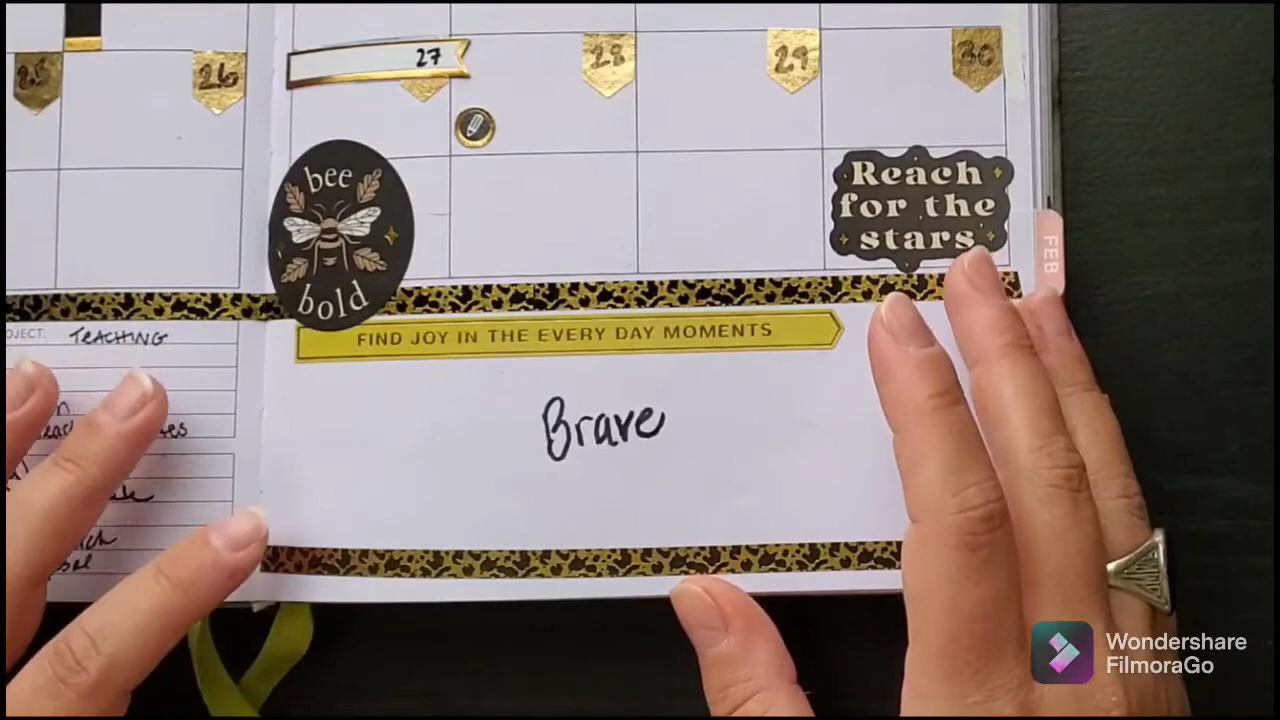 25
26
27
28
29
30
bee
bold
Reach
for the
stars
FEB
FIND JOY IN THE EVERY DAY MOMENTS
OJECT: TEACHING
Brave
Wondershare
FilmoraGo